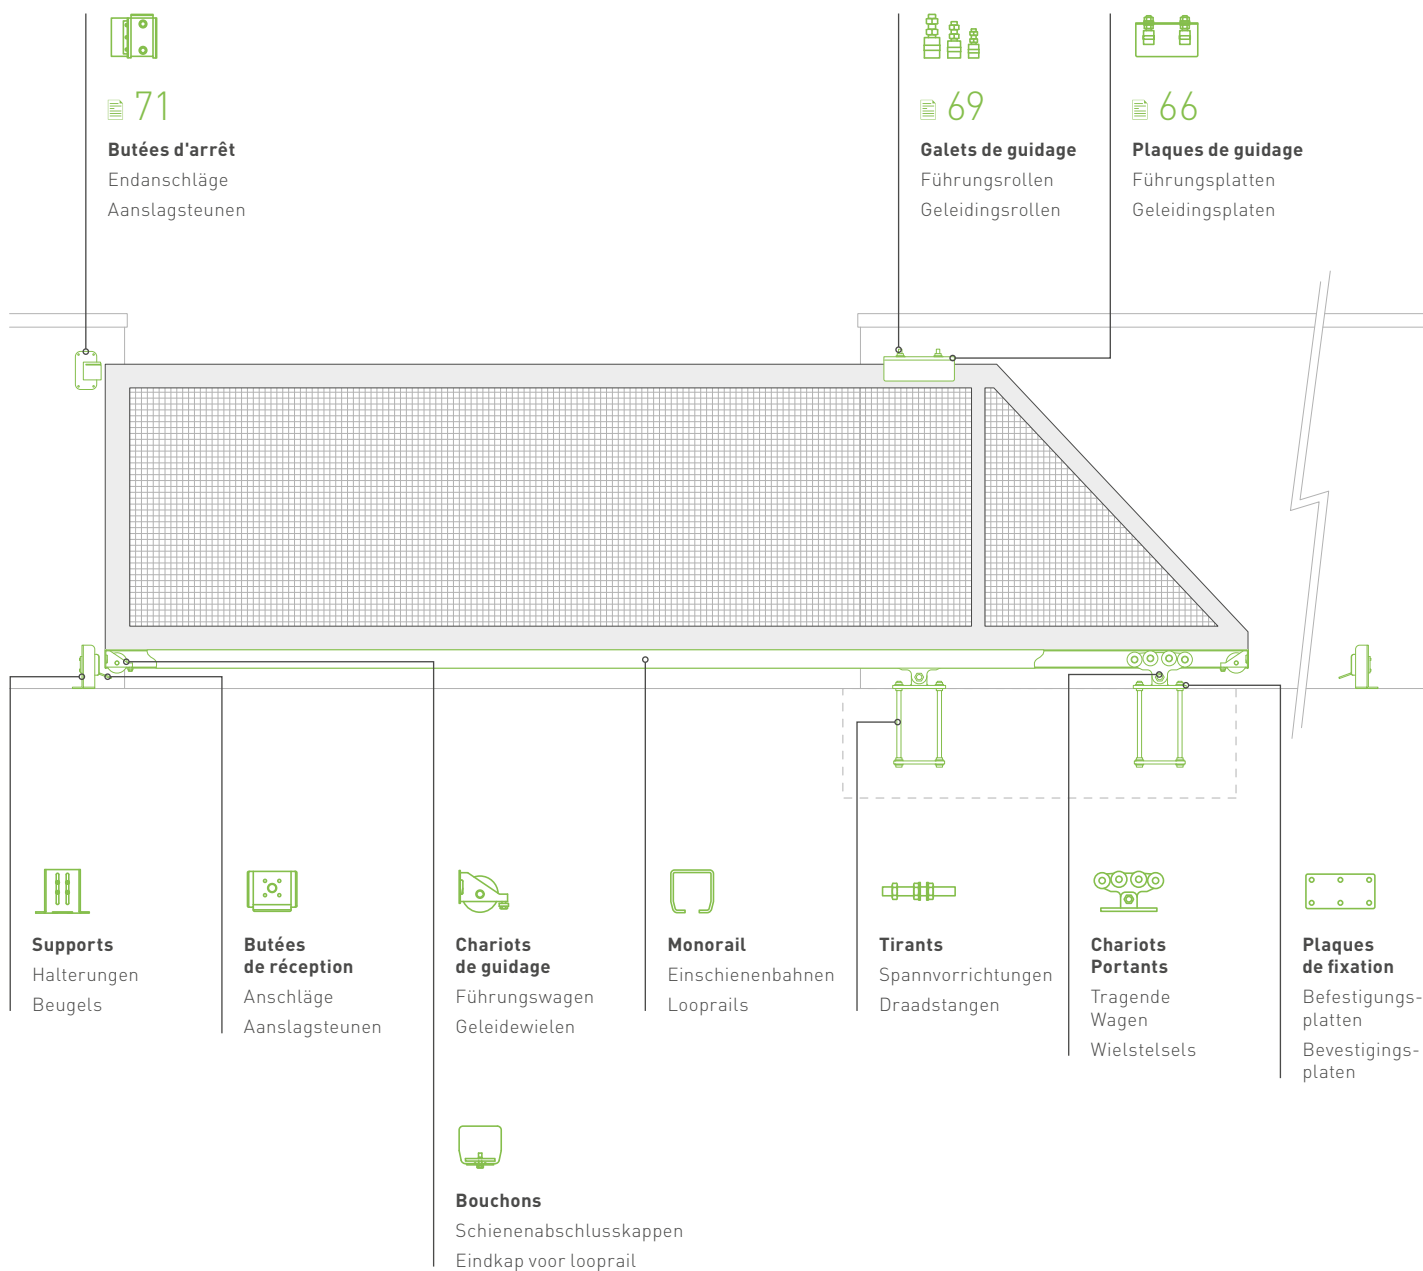 71
Butées d'arrêt
Endanschläge
Aanslagsteunen
69
Galets de guidage
Führungsrollen
Geleidingsrollen
66
Plaques de guidage
Führungsplatten
Geleidingsplaten
Supports
Halterungen
Beugels
Butées
de réception
Anschläge
Aanslagsteunen
Chariots
de guidage
Führungswagen
Geleidewielen
Monorail
Einschienenbahnen
Looprails
Tirants
Spannvorrichtungen
Draadstangen
Chariots
Portants
Tragende
Wagen
Wielstelsels
Plaques
de fixation
Befestigungs-
platten
Bevestigings-
platen
Bouchons
Schienenabschlusskappen
Eindkap voor looprail